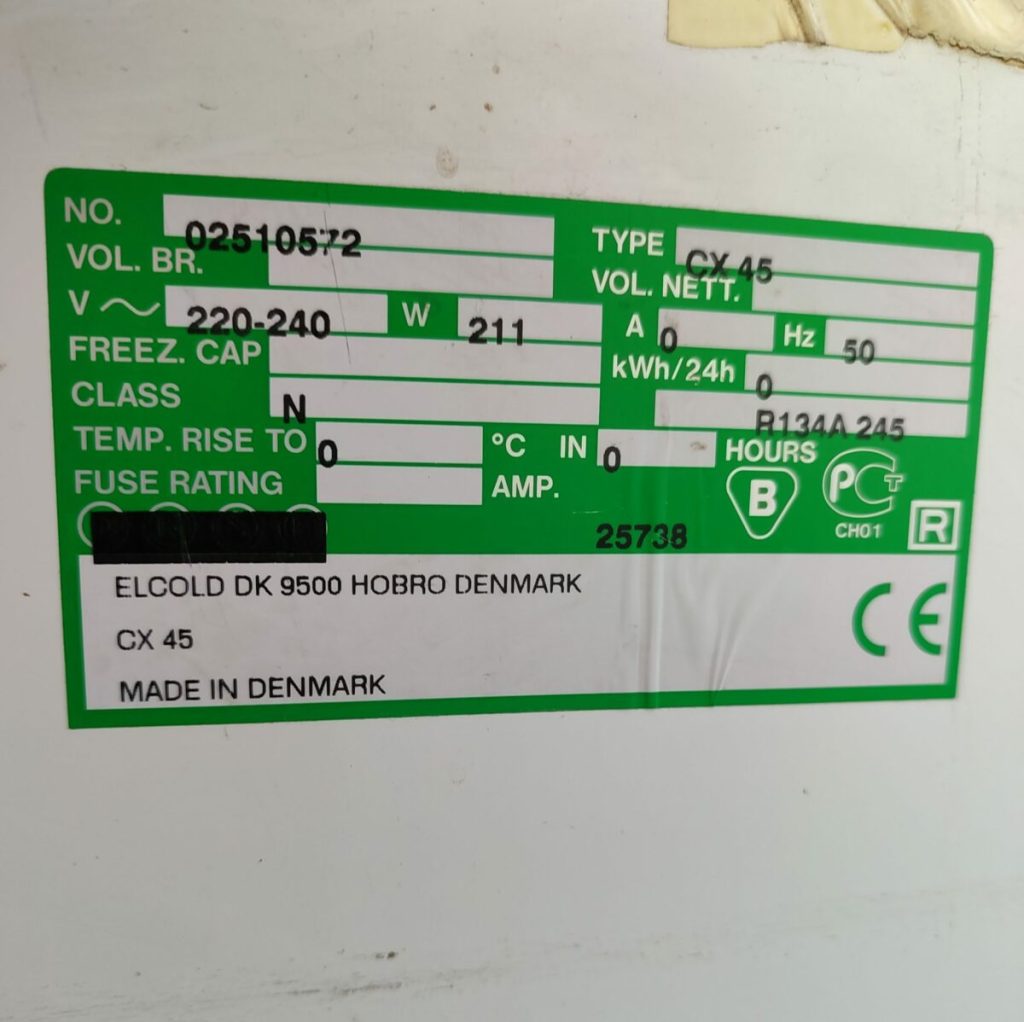 NO. 02510572 TYPE CX 45
VOL. BR. VOL. NETT.
V ~ 220-240 W 211 A 0 Hz 50
FREEZ. CAP kWh/24h 0
CLASS N R134A 245
TEMP. RISE TO 0 °C IN 0 HOURS
FUSE RATING AMP.
B PCT CH01 R
25738
ELCOLD DK 9500 HOBRO DENMARK
CX 45
MADE IN DENMARK
CE